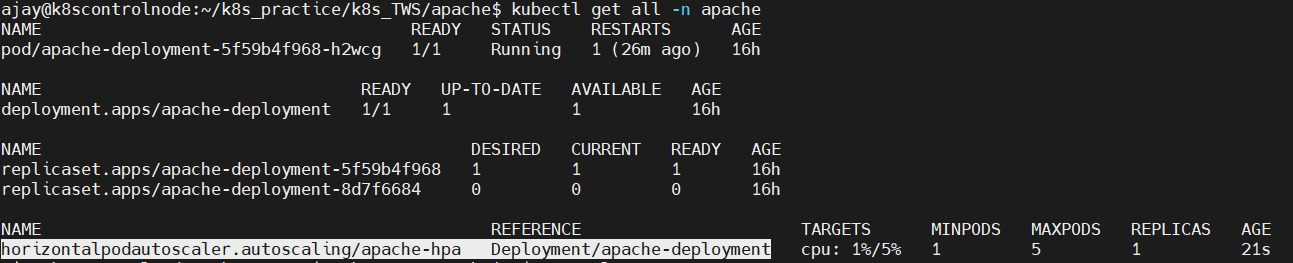 ajay@k8scontrolnode:~/k8s_practice/k8s_TWS/apache$ kubectl get all -n apache
NAME READY STATUS RESTARTS AGE
pod/apache-deployment-5f59b4f968-h2wcg 1/1 Running 1 (26m ago) 16h
NAME READY UP-TO-DATE AVAILABLE AGE
deployment.apps/apache-deployment 1/1 1 1 16h
NAME DESIRED CURRENT READY AGE
replicaset.apps/apache-deployment-5f59b4f968 1 1 1 16h
replicaset.apps/apache-deployment-8d7f6684 0 0 0 16h
NAME REFERENCE TARGETS MINPODS MAXPODS REPLICAS AGE
horizontalpodautoscaler.autoscaling/apache-hpa Deployment/apache-deployment cpu: 1%/5% 1 5 1 21s